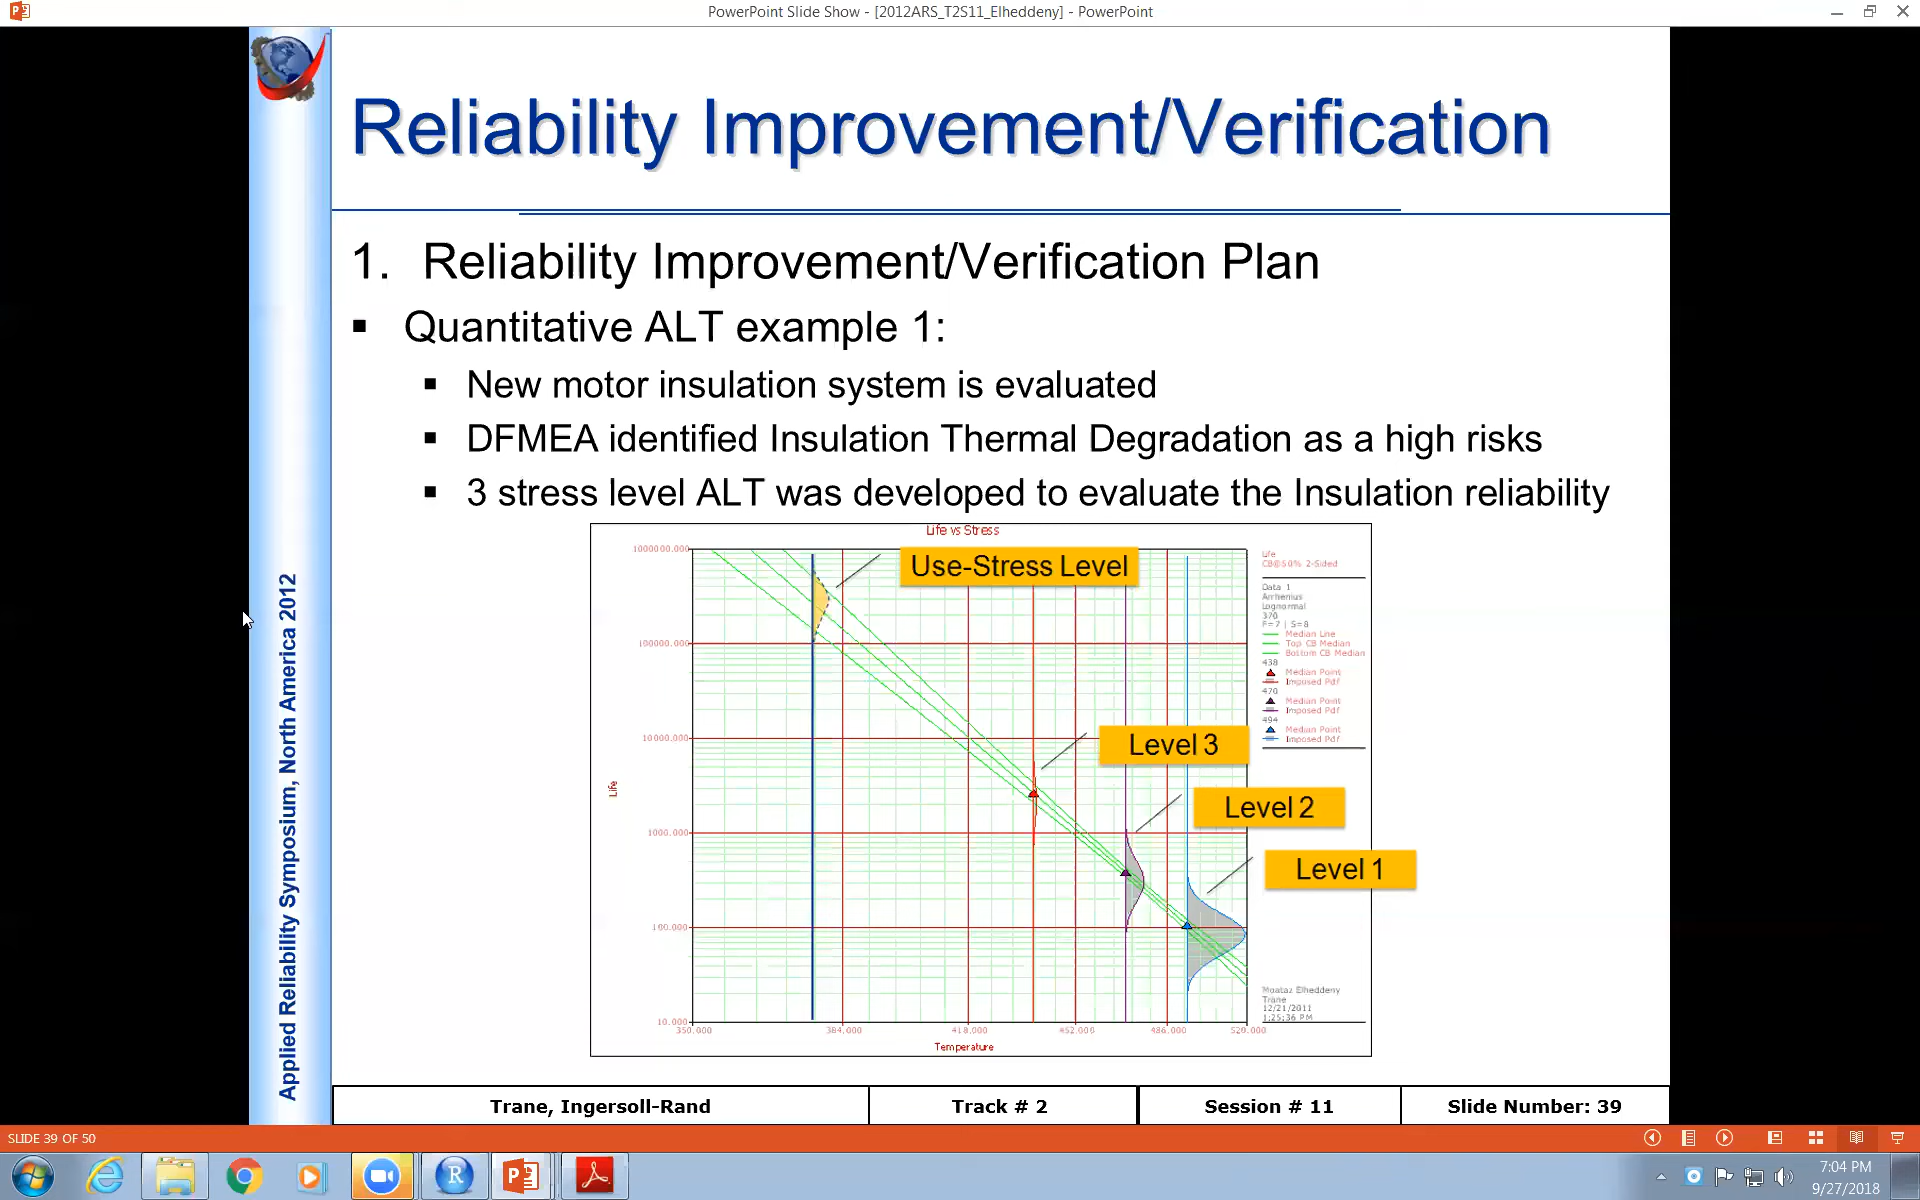 PowerPoint Slide Show - [2012ARS_T2S11_Elheddeny] - PowerPoint
Reliability Improvement/Verification
1. Reliability Improvement/Verification Plan
Quantitative ALT example 1:
New motor insulation system is evaluated
DFMEA identified Insulation Thermal Degradation as a high risks
3 stress level ALT was developed to evaluate the Insulation reliability
Applied Reliability Symposium, North America 2012
Life vs Stress
1000000.000
100000.000
10000.000
1000.000
100.000
10.000
Life
350.000
384.000
418.000
452.000
486.000
520.000
Temperature
Use-Stress Level
Level 3
Level 2
Level 1
Life
CB@50% 2-Sided
Data 1
Arrhenius
Lognormal
370
F=7 | S=8
Median Line
Top CB Median
Bottom CB Median
438
Median Point
Imposed Pdf
470
Median Point
Imposed Pdf
494
Median Point
Imposed Pdf
Moataz Elheddeny
Trane
12/21/2011
1:25:36 PM
Trane, Ingersoll-Rand
Track # 2
Session # 11
Slide Number: 39
SLIDE 39 OF 50
7:04 PM
9/27/2018